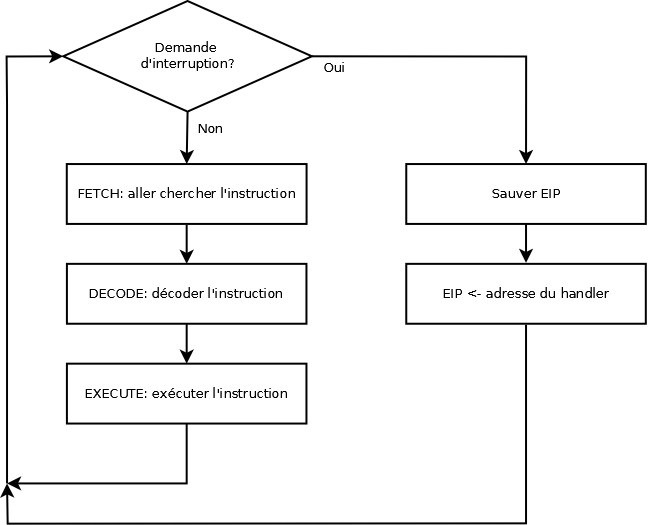 Demande
d'interruption?
Oui
Non
FETCH: aller chercher l'instruction
Sauver EIP
DECODE: décoder l'instruction
EIP <- adresse du handler
EXECUTE: exécuter l'instruction